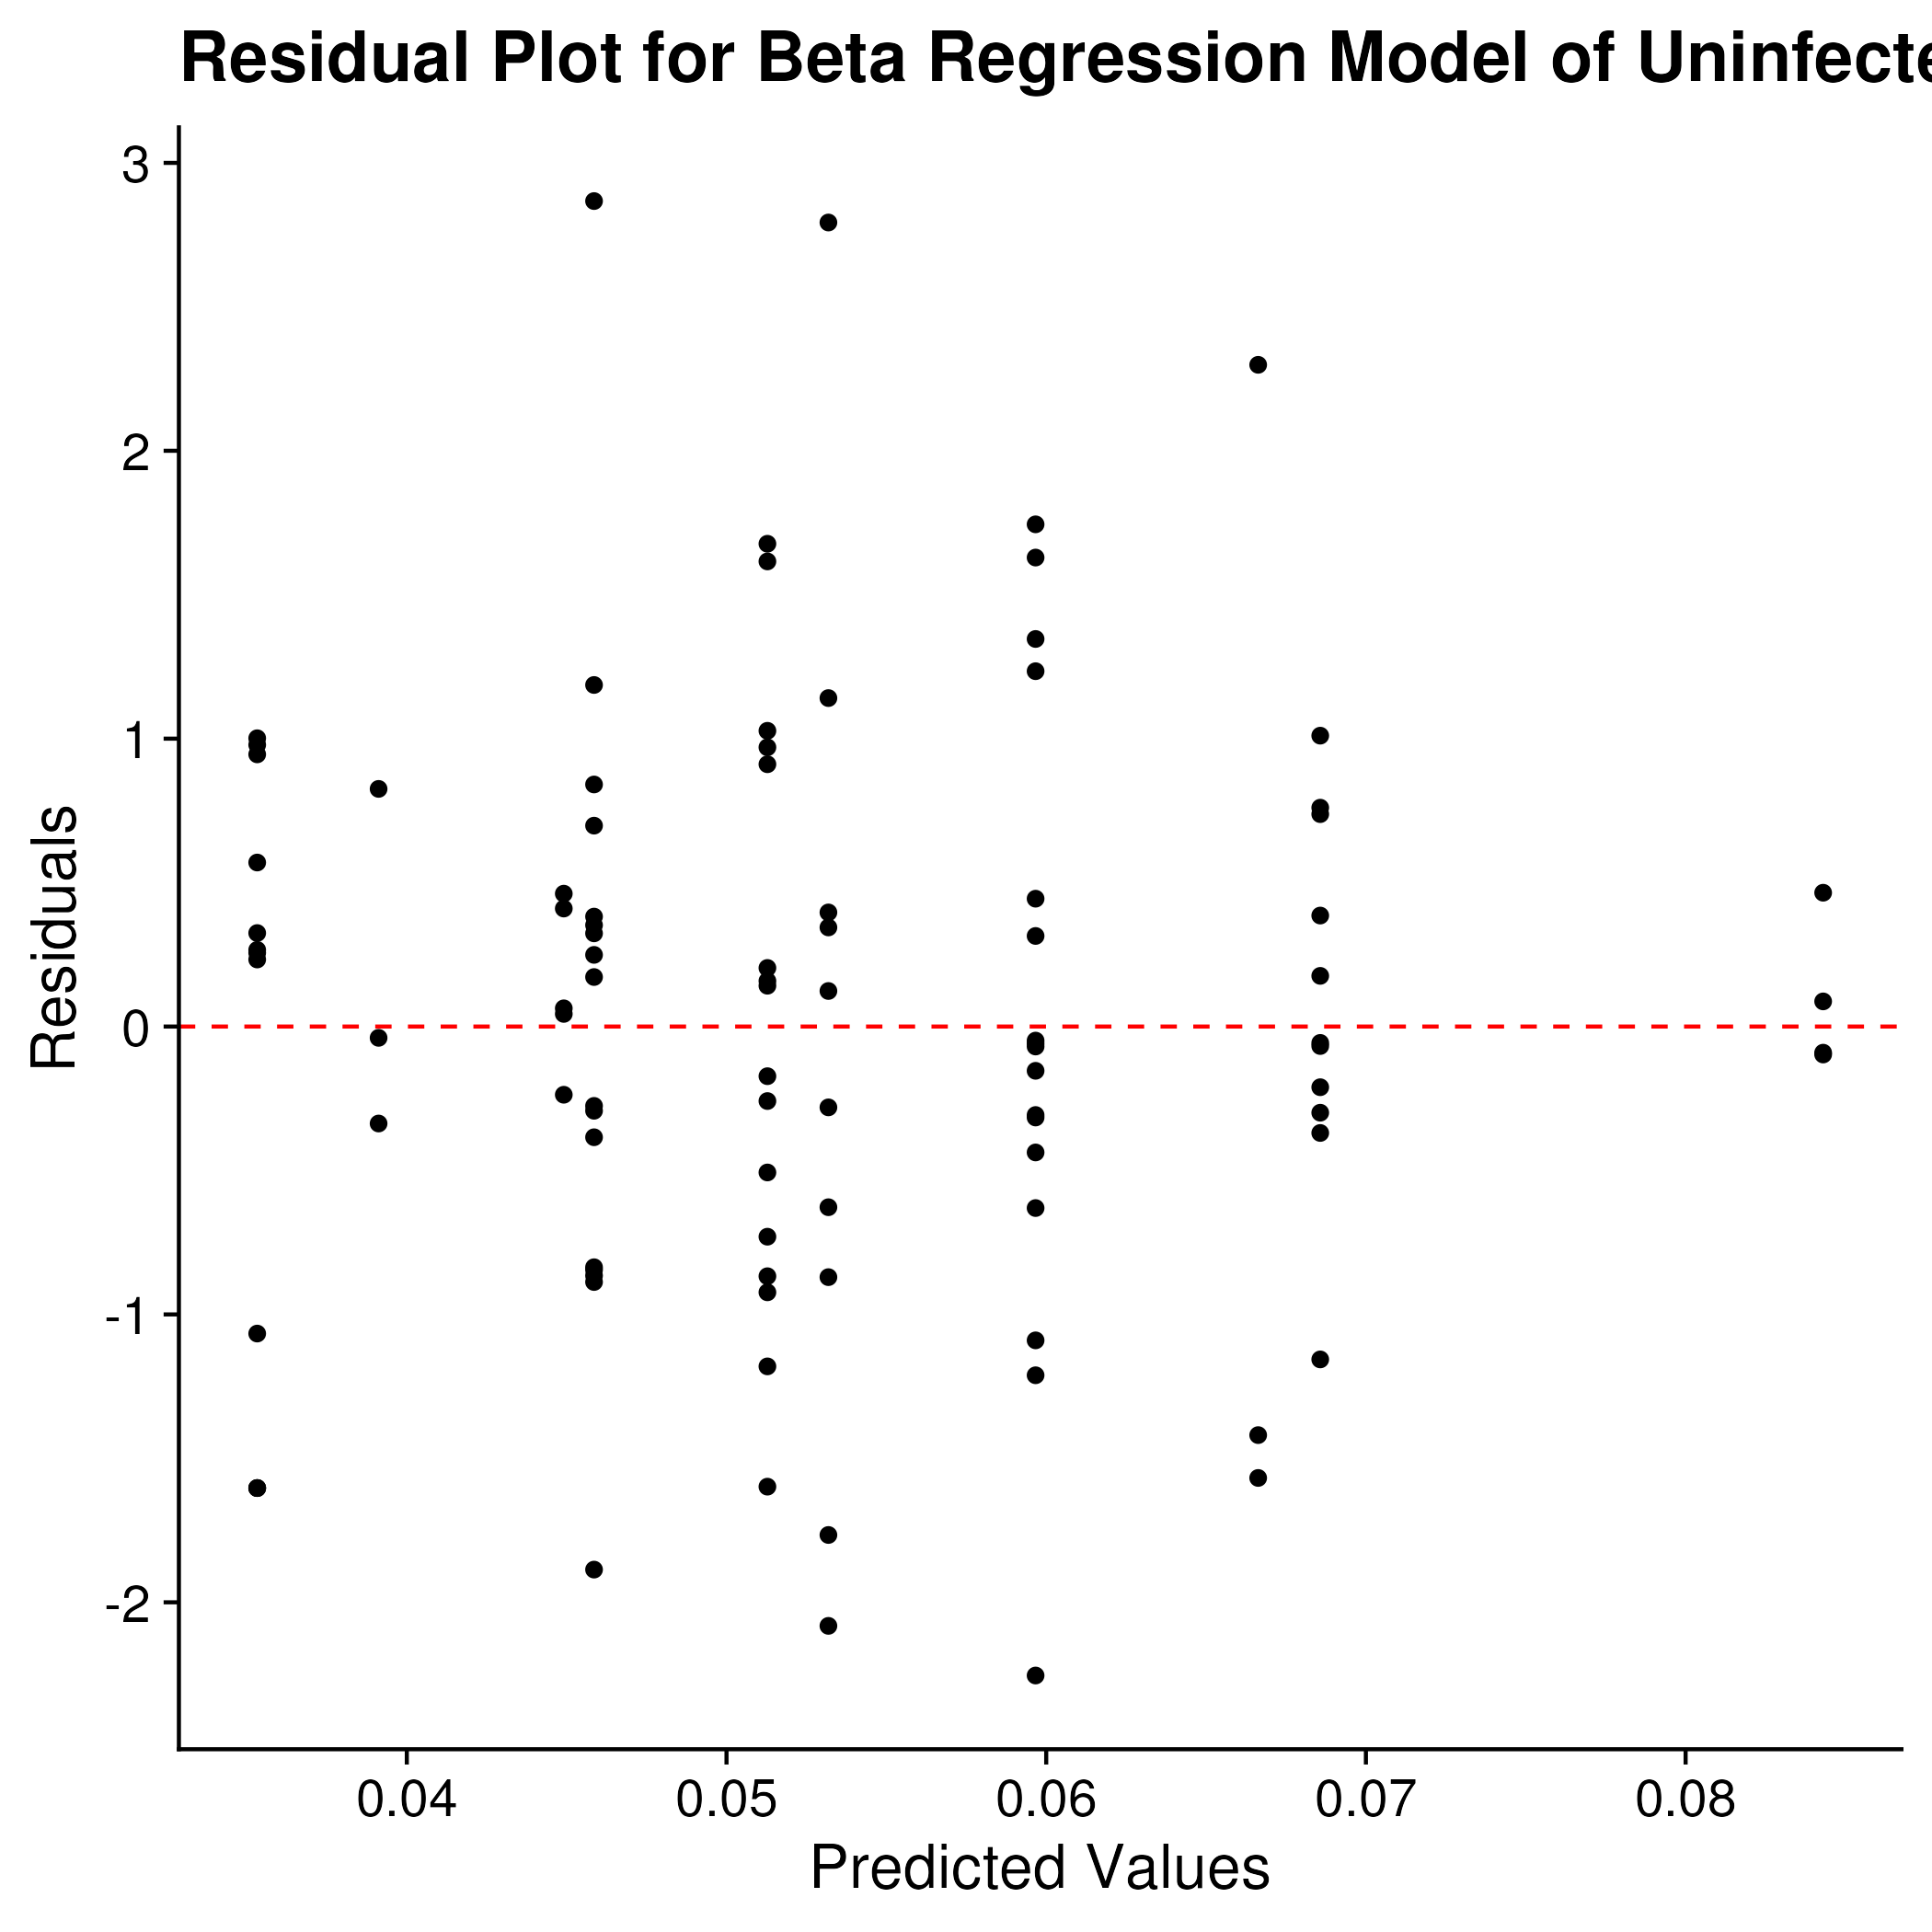 Residual Plot for Beta Regression Model of Uninfecte
3
2
1
0
-1
-2
Residuals
0.04 0.05 0.06 0.07 0.08
Predicted Values